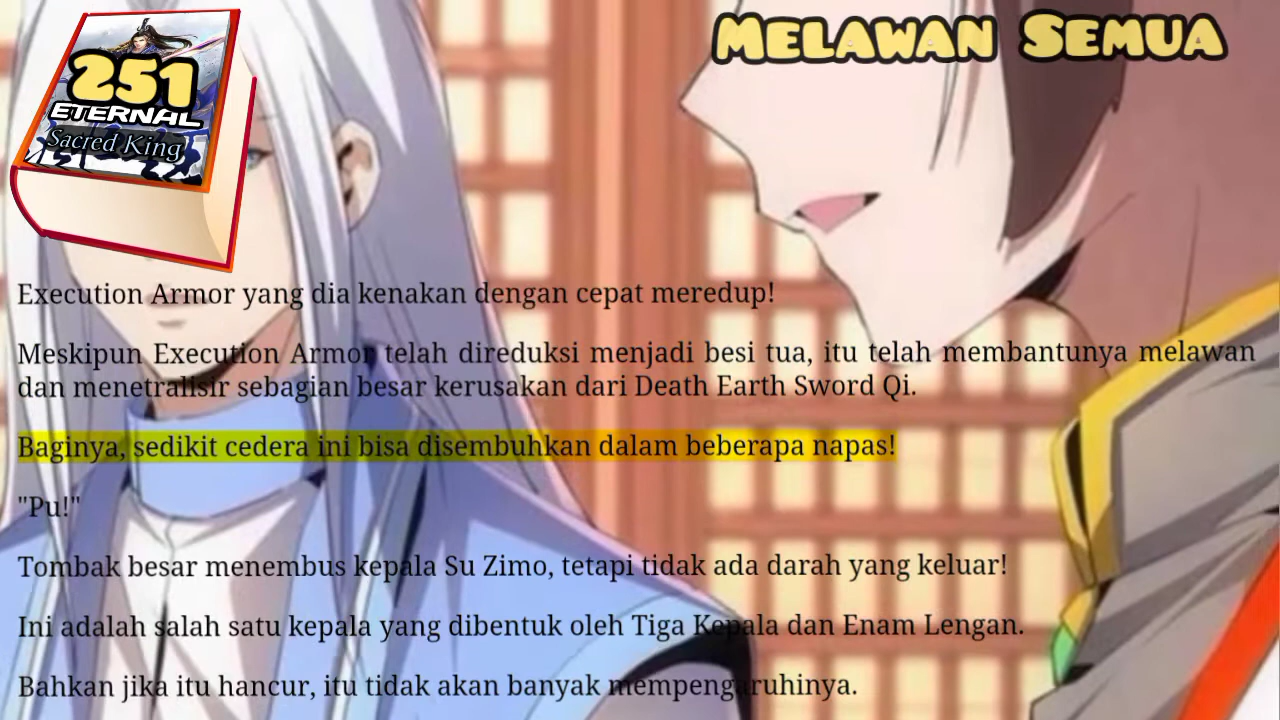 251
ETERNAL
Sacred King
MELAWAN SEMUA
Execution Armor yang dia kenakan dengan cepat meredup!
Meskipun Execution Armor telah direduksi menjadi besi tua, itu telah membantunya melawan
dan menetralisir sebagian besar kerusakan dari Death Earth Sword Qi.
Baginya, sedikit cedera ini bisa disembuhkan dalam beberapa napas!
"Pu!"
Tombak besar menembus kepala Su Zimo, tetapi tidak ada darah yang keluar!
Ini adalah salah satu kepala yang dibentuk oleh Tiga Kepala dan Enam Lengan.
Bahkan jika itu hancur, itu tidak akan banyak mempengaruhinya.